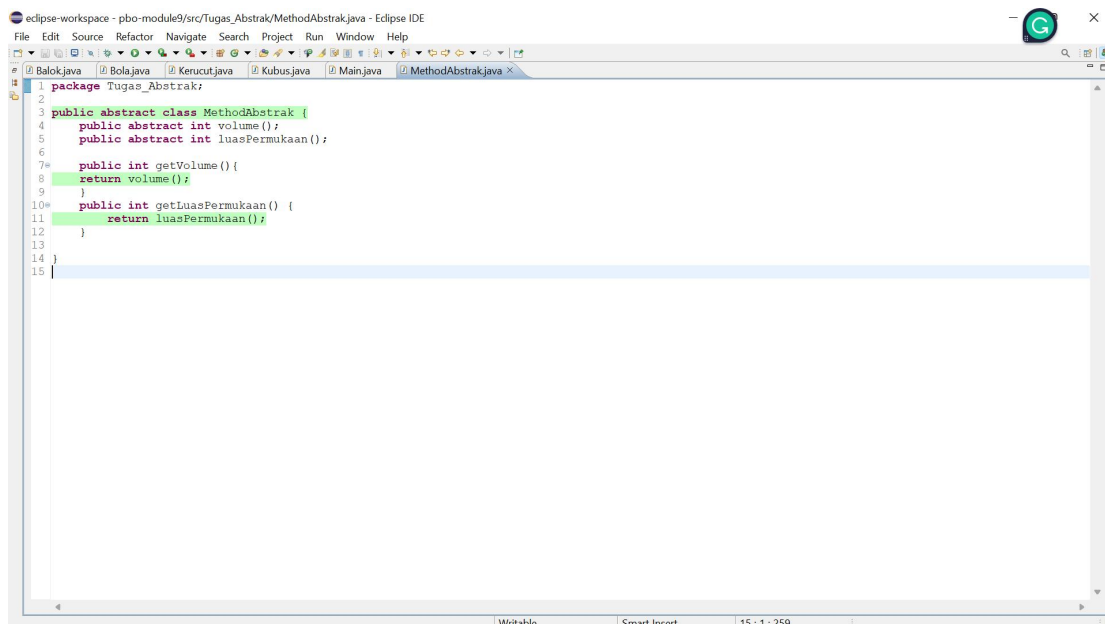 eclipse-workspace - pbo-module9/src/Tugas_Abstrak/MethodAbstrak.java - Eclipse IDE
G
File Edit Source Refactor Navigate Search Project Run Window Help
Balok.java Bola.java Kerucut.java Kubus.java Main.java MethodAbstrak.java
1 package Tugas_Abstrak;
2
3 public abstract class MethodAbstrak {
4 public abstract int volume();
5 public abstract int luasPermukaan();
6
7 public int getVolume(){
8 return volume();
9 }
10 public int getLuasPermukaan() {
11 return luasPermukaan();
12 }
13
14 }
15
Writable Smart Insert 15 : 1 : 259